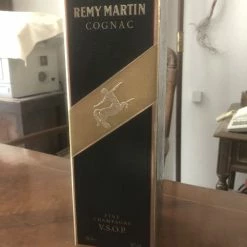 REMY MARTIN
COGNAC
FINE
CHAMPAGNE
V.S.O.P.